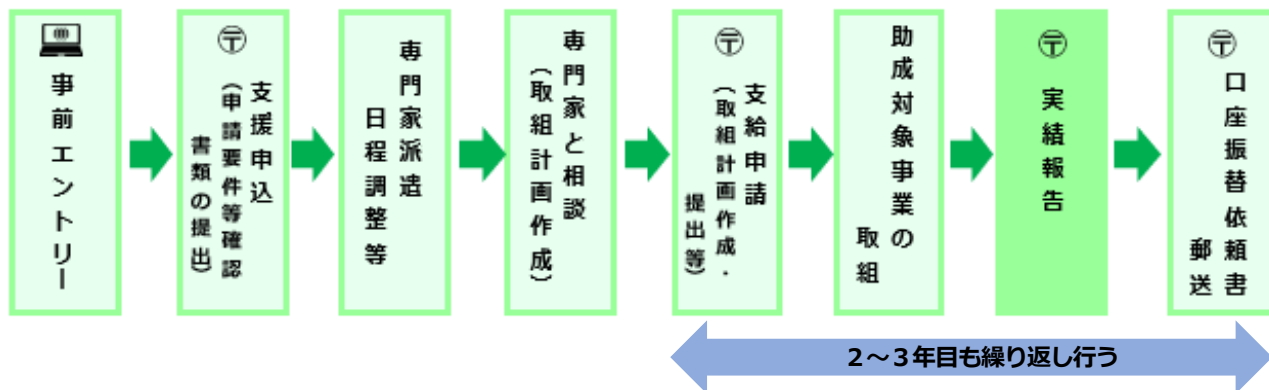 事前エントリー
〒
支援申込
（申請要件等確認
書類の提出）
専門家派遣
日程調整等
専門家と相談
（取組計画作成）
〒
支給申請
（取組計画作成・
提出等）
助成対象事業の
取組
〒
実績報告
〒
口座振替依頼書
郵送
２～３年目も繰り返し行う